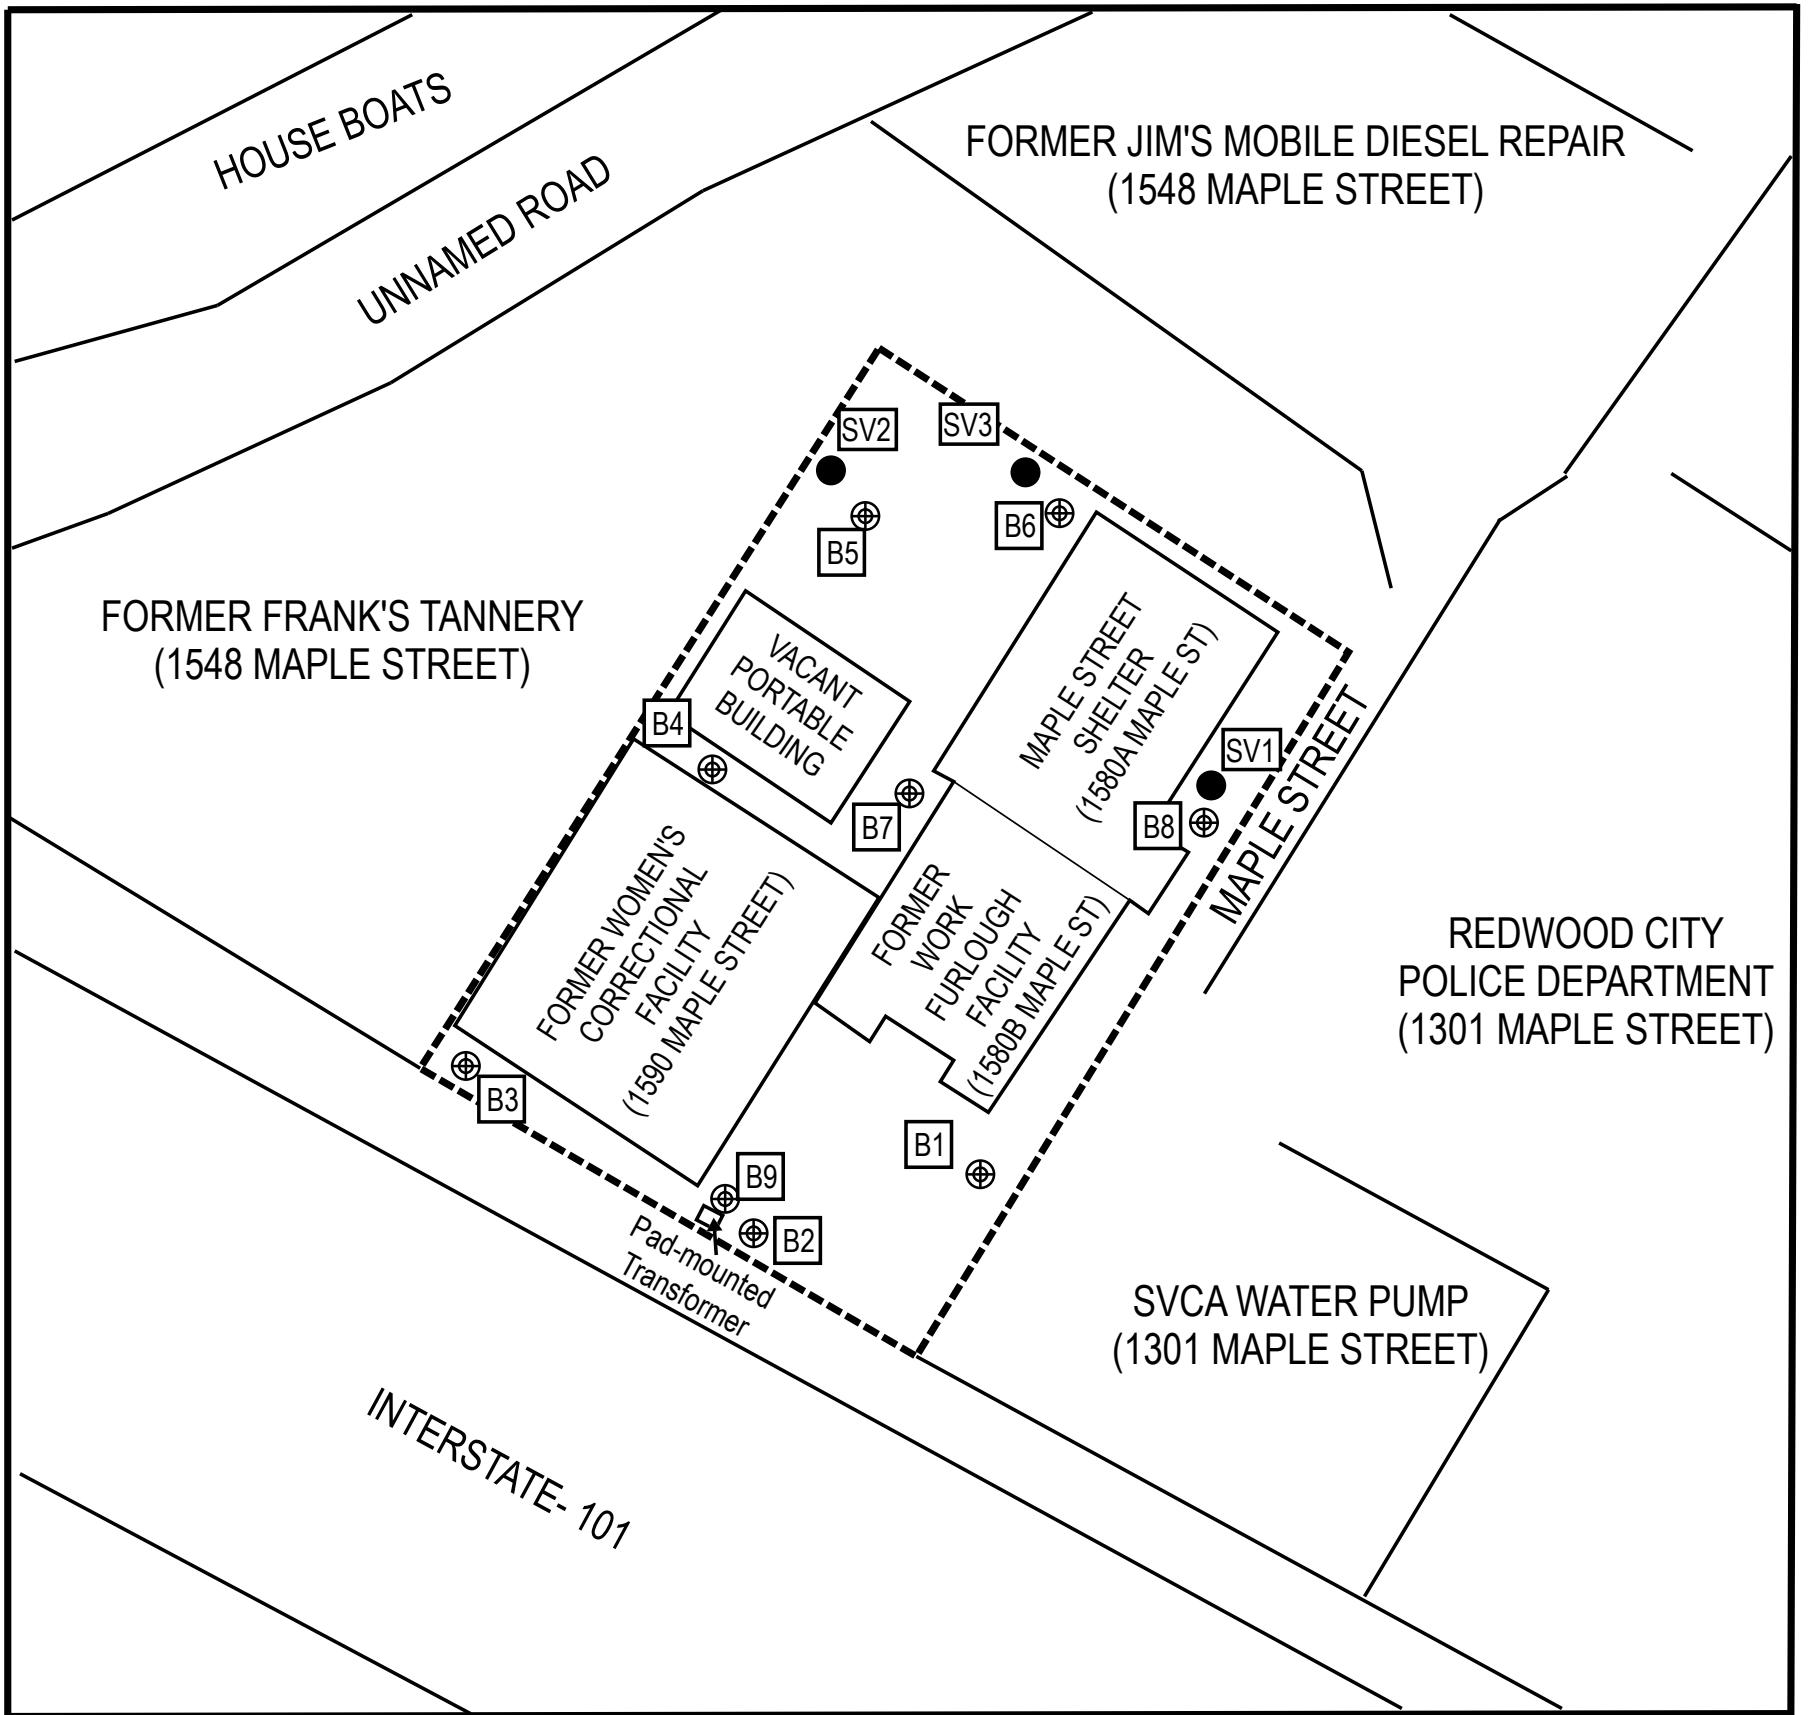 HOUSE BOATS
UNNAMED ROAD
FORMER JIM'S MOBILE DIESEL REPAIR
(1548 MAPLE STREET)
SV2
SV3
B5
B6
FORMER FRANK'S TANNERY
(1548 MAPLE STREET)
VACANT
PORTABLE
BUILDING
MAPLE STREET
SHELTER
(1580A MAPLE ST)
B4
SV1
B7
B8
MAPLE STREET
FORMER WOMEN'S
CORRECTIONAL
FACILITY
(1590 MAPLE STREET)
FORMER
WORK
FURLOUGH
FACILITY
(1580B MAPLE ST)
REDWOOD CITY
POLICE DEPARTMENT
(1301 MAPLE STREET)
B3
B1
B9
B2
Pad-mounted
Transformer
SVCA WATER PUMP
(1301 MAPLE STREET)
INTERSTATE- 101